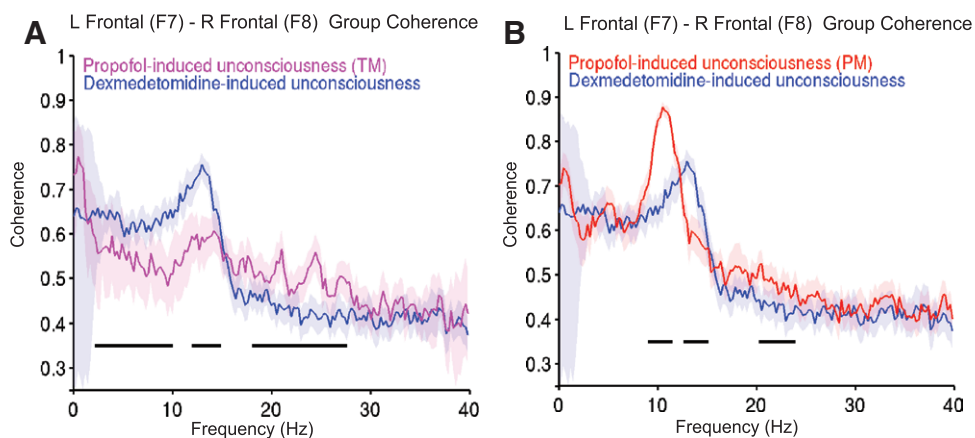 L Frontal (F7) - R Frontal (F8) Group Coherence
A
Propofol-induced unconsciousness (TM)
Dexmedetomidine-induced unconsciousness
1
0.9
0.8
0.7
0.6
0.5
0.4
0.3
Coherence
0 10 20 30 40
Frequency (Hz)
L Frontal (F7) - R Frontal (F8) Group Coherence
B
Propofol-induced unconsciousness (PM)
Dexmedetomidine-induced unconsciousness
1
0.9
0.8
0.7
0.6
0.5
0.4
0.3
Coherence
0 10 20 30 40
Frequency (Hz)